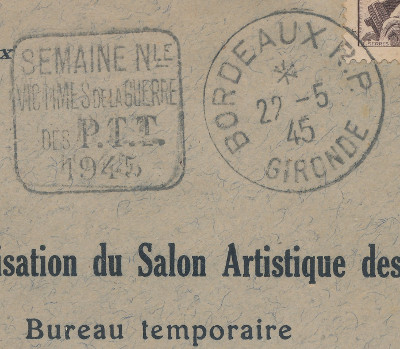 x
SEMAINE NLE
VICTIMES DE LA GUERRE
DES P.T.T.
1945
BORDEAUX R.P.
*
22 -5
45
GIRONDE
isation du Salon Artistique des
Bureau temporaire